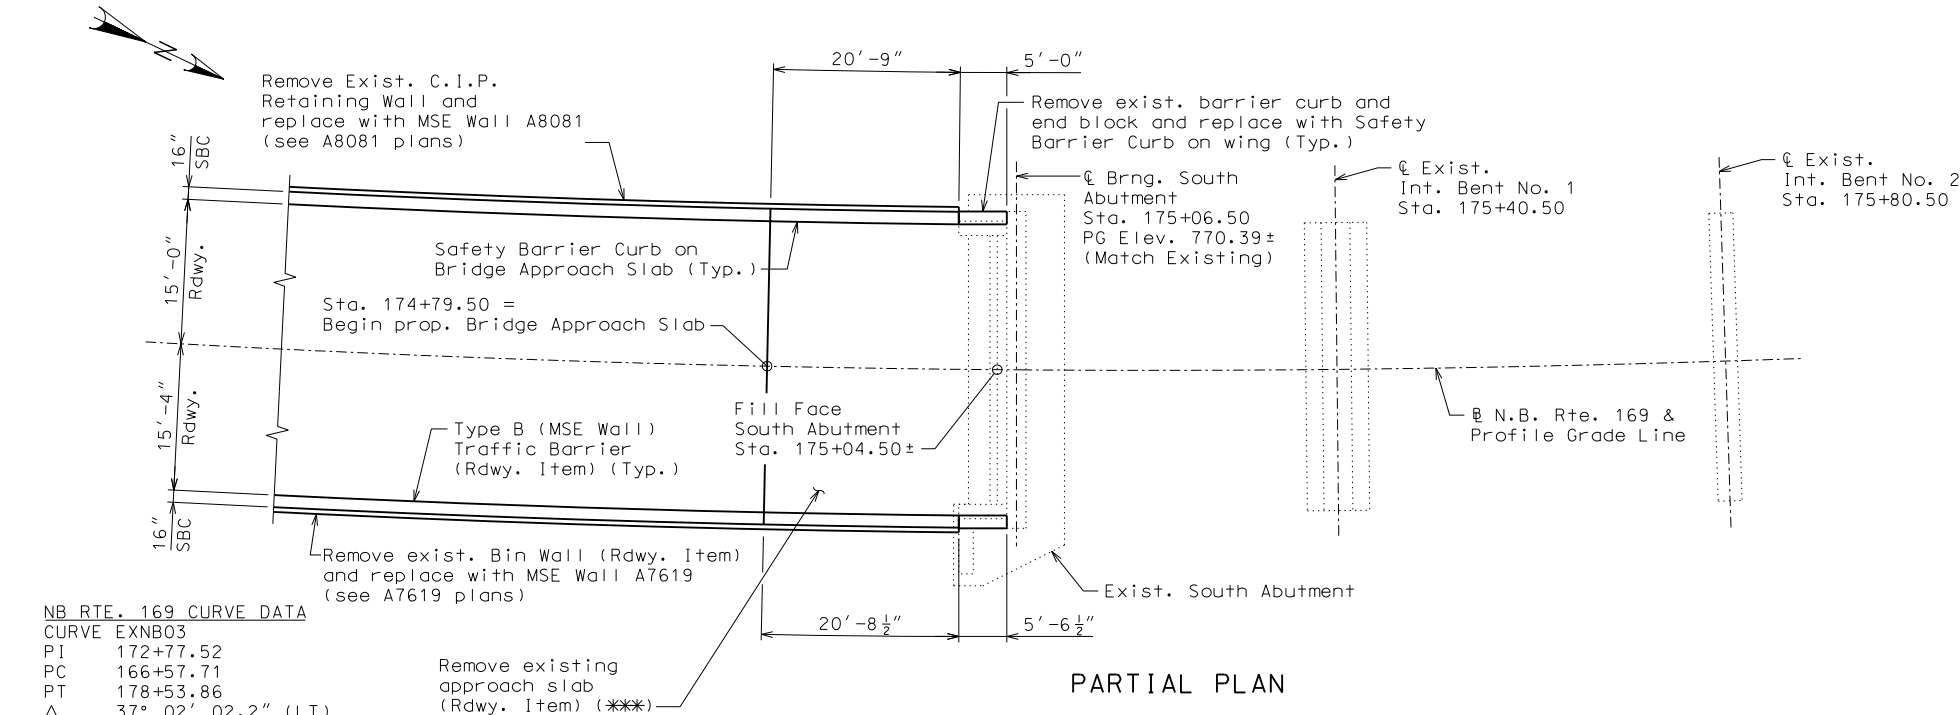 N
20'-9"
5'-0"
Remove Exist. C.I.P.
Retaining Wall and
replace with MSE Wall A8081
(see A8081 plans)
Remove exist. barrier curb and
end block and replace with Safety
Barrier Curb on wing (Typ.)
16"
SBC
℄ Brng. South
Abutment
Sta. 175+06.50
PG Elev. 770.39±
(Match Existing)
℄ Exist.
Int. Bent No. 1
Sta. 175+40.50
℄ Exist.
Int. Bent No. 2
Sta. 175+80.50
15'-0"
Rdwy.
Safety Barrier Curb on
Bridge Approach Slab (Typ.)
Sta. 174+79.50 =
Begin prop. Bridge Approach Slab
15'-4"
Rdwy.
Fill Face
South Abutment
Sta. 175+04.50±
Type B (MSE Wall)
Traffic Barrier
(Rdwy. Item) (Typ.)
N.B. Rte. 169 &
Profile Grade Line
16"
SBC
Remove exist. Bin Wall (Rdwy. Item)
and replace with MSE Wall A7619
(see A7619 plans)
Exist. South Abutment
20'-8½"
5'-6½"
NB RTE. 169 CURVE DATA
CURVE EXNB03
PI 172+77.52
PC 166+57.71
PT 178+53.86
Δ 37° 02' 02.2" (LT)
Remove existing
approach slab
(Rdwy. Item) (***)
PARTIAL PLAN